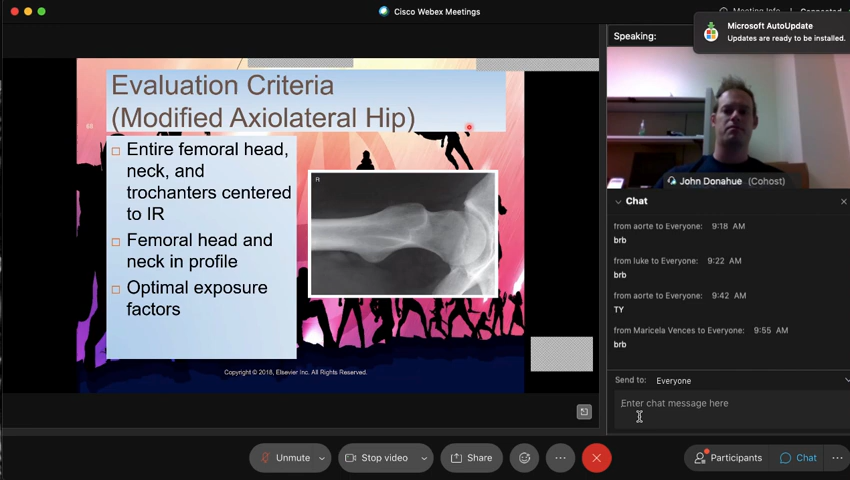 Cisco Webex Meetings
Meeting Info
Microsoft AutoUpdate
Updates are ready to be installed.
Speaking:
Evaluation Criteria
(Modified Axiolateral Hip)
Entire femoral head,
neck, and
trochanters centered
to IR
Femoral head and
neck in profile
Optimal exposure
factors
R
Copyright © 2018, Elsevier Inc. All Rights Reserved.
John Donahue (Cohost)
Chat
from aorte to Everyone: 9:18 AM
brb
from luke to Everyone: 9:22 AM
brb
from aorte to Everyone: 9:42 AM
TY
from Maricela Vences to Everyone: 9:55 AM
brb
Send to: Everyone
Enter chat message here
Unmute
Stop video
Share
Participants
Chat